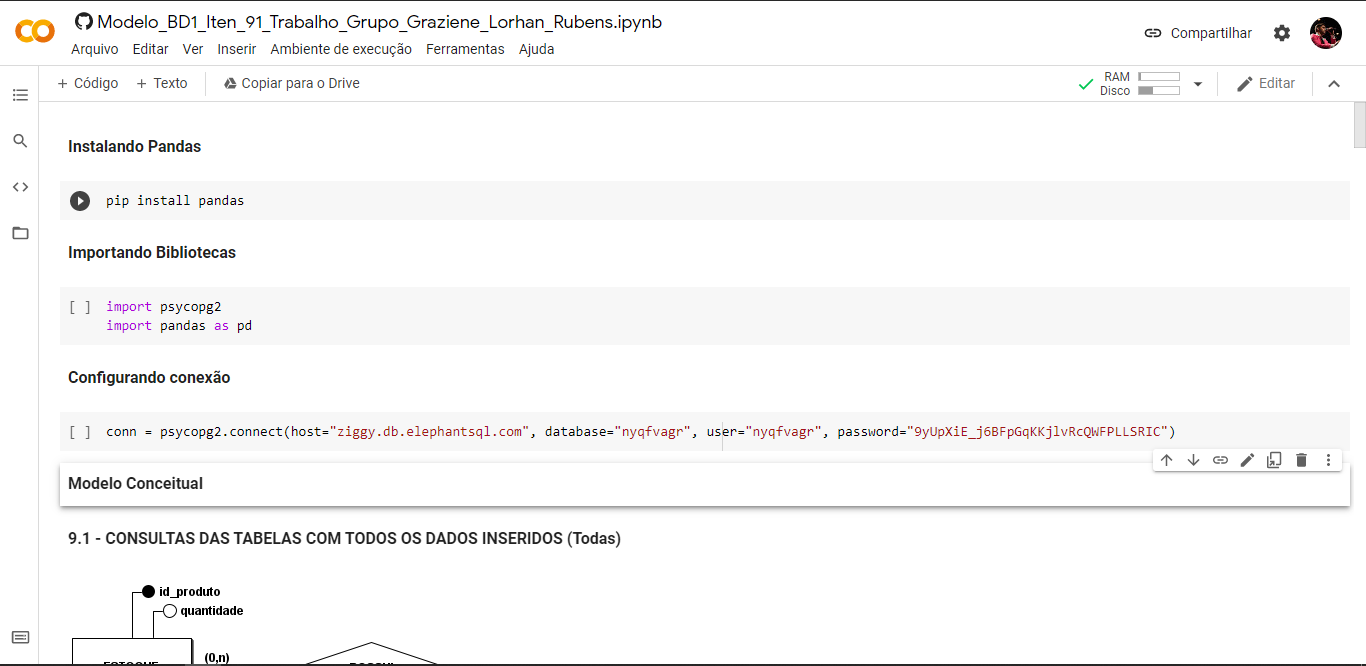 Modelo_BD1_Iten_91_Trabalho_Grupo_Graziene_Lorhan_Rubens.ipynb
Arquivo Editar Ver Inserir Ambiente de execução Ferramentas Ajuda
Compartilhar
+ Código + Texto Copiar para o Drive
RAM
Disco
Editar
Instalando Pandas
pip install pandas
Importando Bibliotecas
[ ] import psycopg2
import pandas as pd
Configurando conexão
[ ] conn = psycopg2.connect(host="ziggy.db.elephantsql.com", database="nyqfvagr", user="nyqfvagr", password="9yUpXiE_j6BFpGqKKjlvRcQWFPLLSRIC")
Modelo Conceitual
9.1 - CONSULTAS DAS TABELAS COM TODOS OS DADOS INSERIDOS (Todas)
id_produto
quantidade
(0,n)